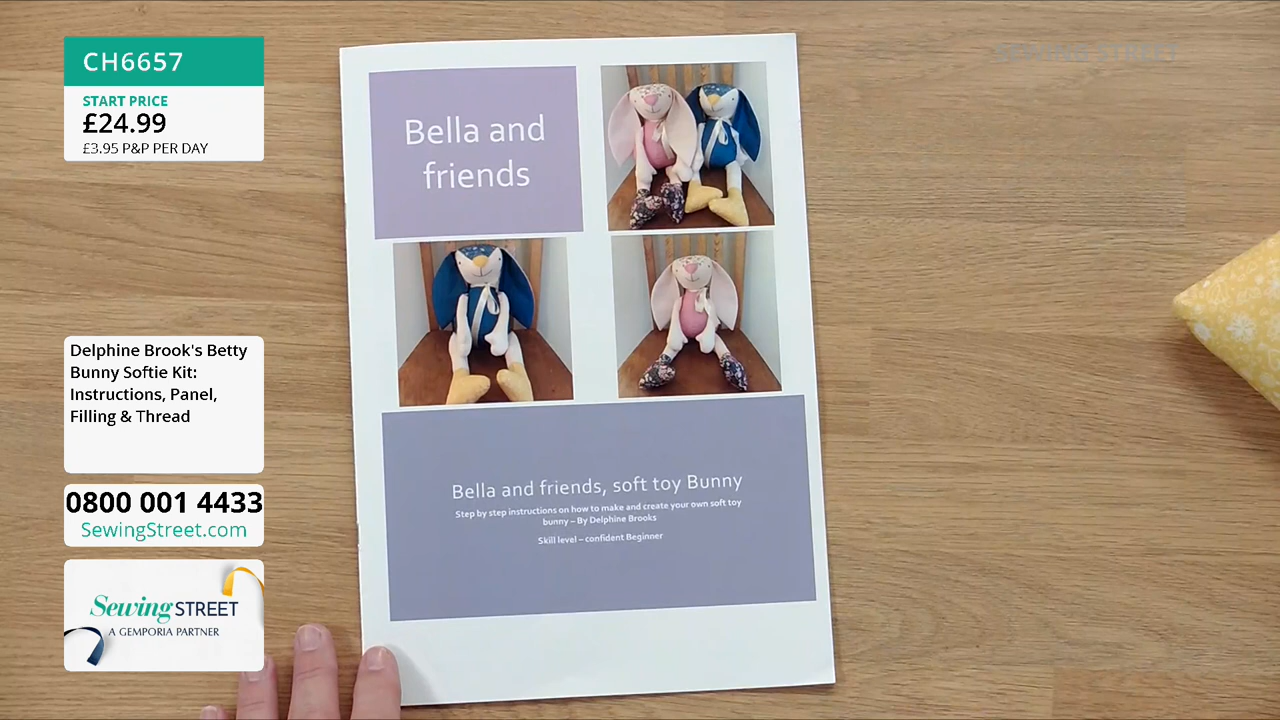 CH6657
START PRICE
£24.99
£3.95 P&P PER DAY
Delphine Brook's Betty
Bunny Softie Kit:
Instructions, Panel,
Filling & Thread
0800 001 4433
SewingStreet.com
Sewing STREET
A GEMPORIA PARTNER
SEWING STREET
Bella and
friends
Bella and friends, soft toy Bunny
Step by step instructions on how to make and create your own soft toy
bunny – By Delphine Brooks
Skill level – confident Beginner